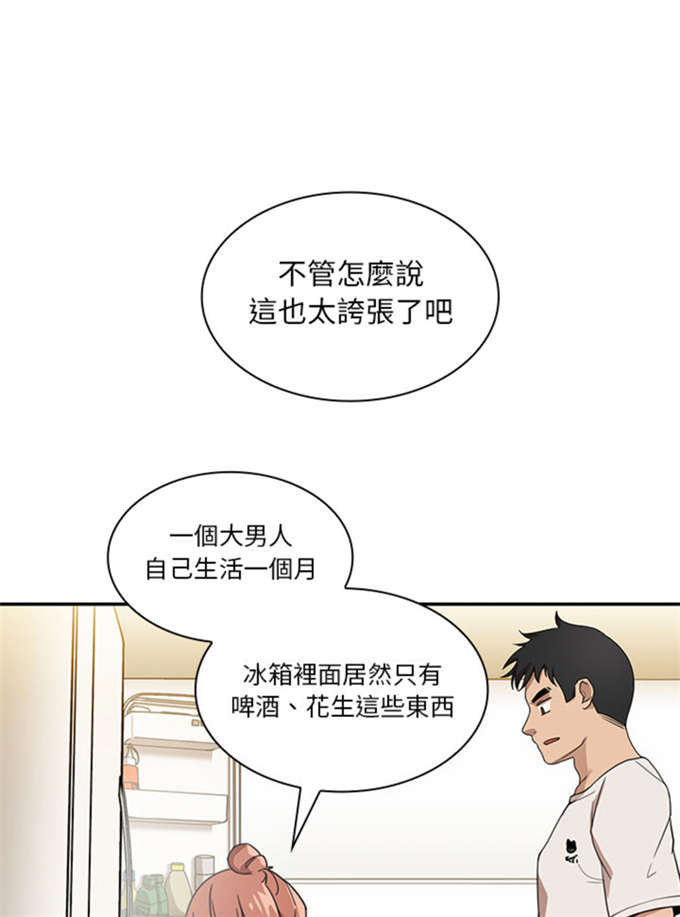 不管怎麼說
這也太誇張了吧
一個大男人
自己生活一個月
冰箱裡面居然只有
啤酒、花生這些東西